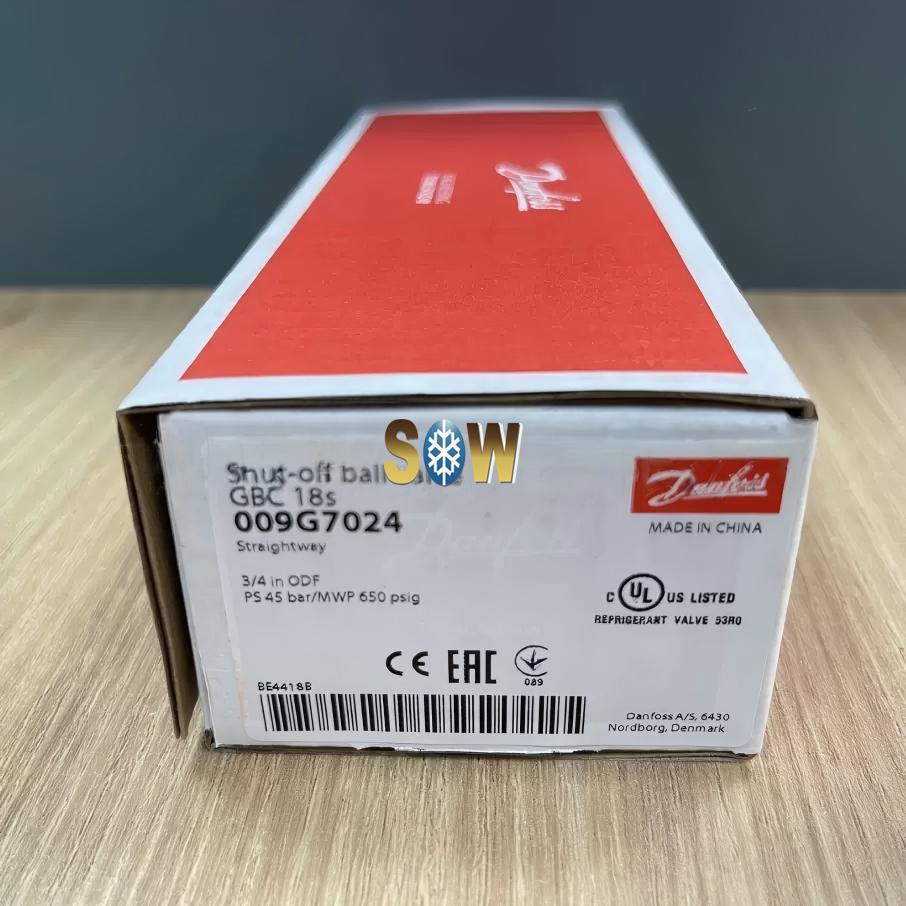 Danfoss
SOW
Shut-off ball
GBC 18s
009G7024
Straightway
3/4 in ODF
PS 45 bar/MWP 650 psig
Danfoss
MADE IN CHINA
C UL US LISTED
REFRIGERANT VALVE 53R0
CE EAC
089
BE4418B
Danfoss A/S, 6430
Nordborg, Denmark